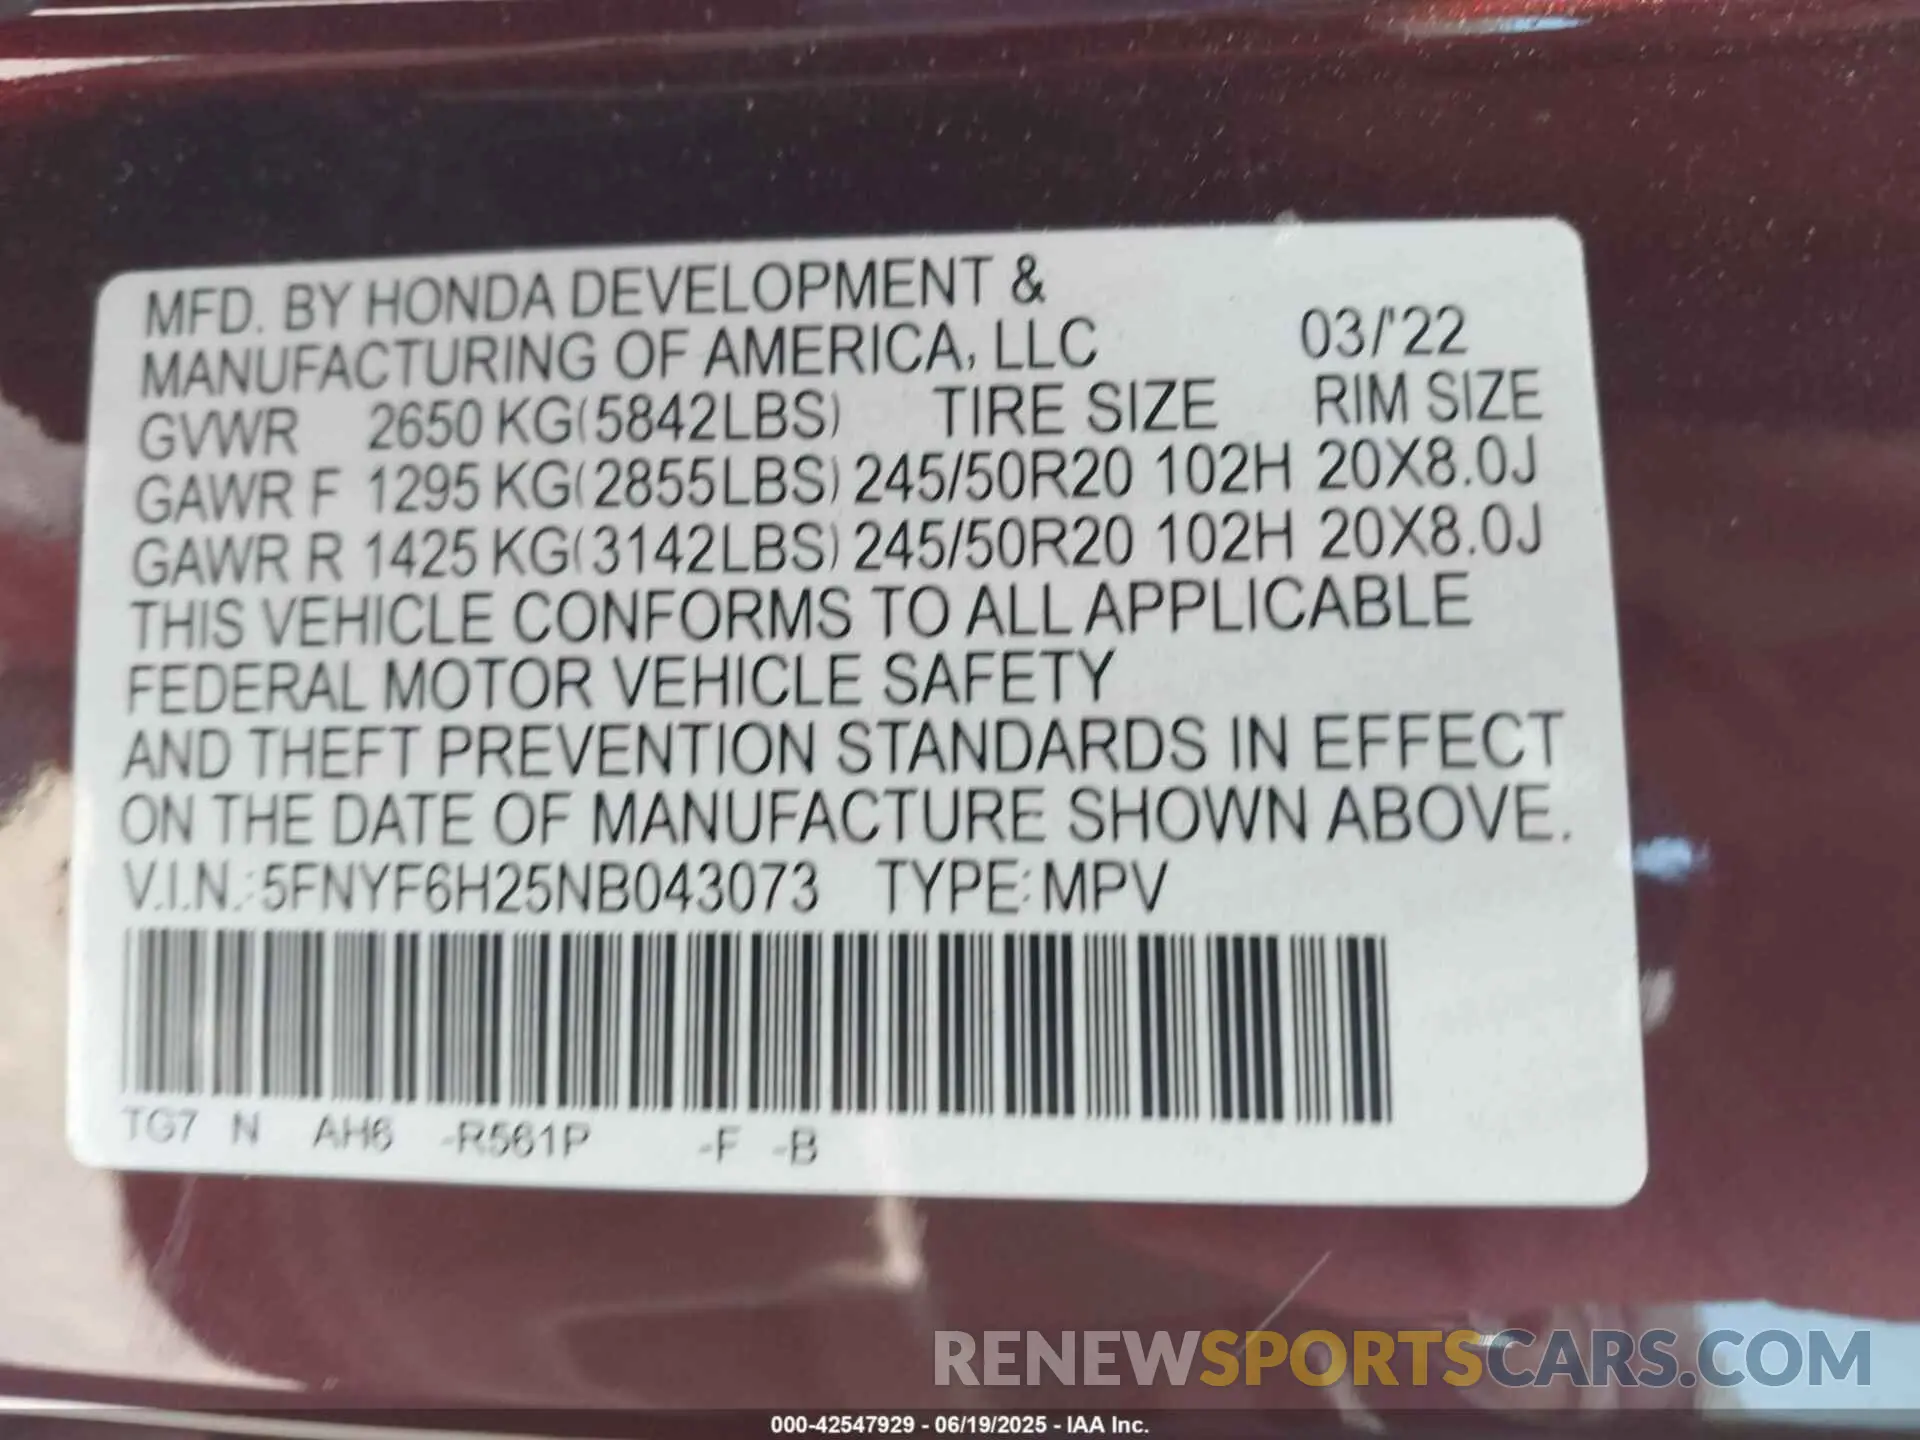 MFD. BY HONDA DEVELOPMENT &
MANUFACTURING OF AMERICA, LLC 03/'22
GVWR 2650 KG(5842LBS) TIRE SIZE RIM SIZE
GAWR F 1295 KG(2855LBS) 245/50R20 102H 20X8.0J
GAWR R 1425 KG(3142LBS) 245/50R20 102H 20X8.0J
THIS VEHICLE CONFORMS TO ALL APPLICABLE
FEDERAL MOTOR VEHICLE SAFETY
AND THEFT PREVENTION STANDARDS IN EFFECT
ON THE DATE OF MANUFACTURE SHOWN ABOVE.
V.I.N.:5FNYF6H25NB043073 TYPE:MPV
TG7 N AH6 -R561P -F -B
RENEWSPORTSCARS.COM
000-42547929 - 06/19/2025 - IAA Inc.